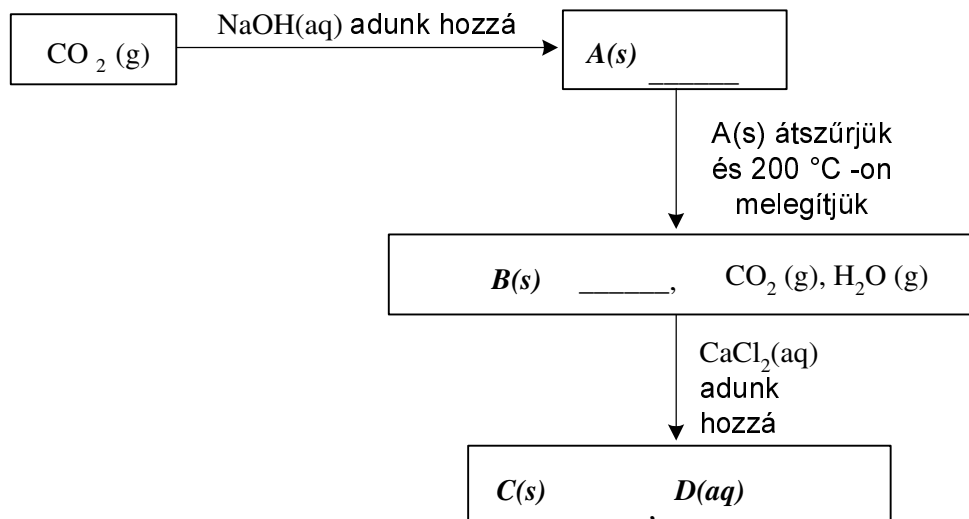 CO₂ (g)
NaOH(aq) adunk hozzá
A(s) ______
A(s) átszűrjük
és 200 °C -on
melegítjük
B(s) ______, CO₂ (g), H₂O (g)
CaCl₂(aq)
adunk
hozzá
C(s) D(aq)
,